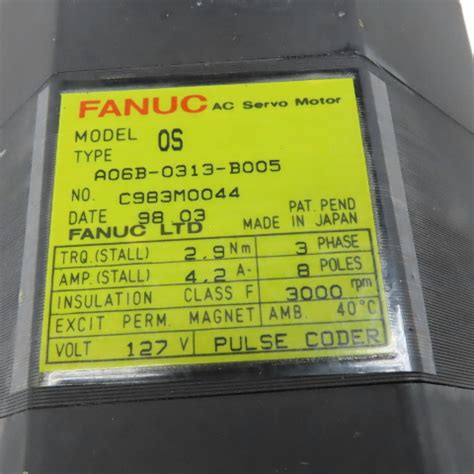 FANUC AC Servo Motor
MODEL 0S
TYPE
A06B-0313-B005
NO. C983M0044
DATE 98.03 PAT. PEND
FANUC LTD MADE IN JAPAN
TRQ.(STALL) 2.9 Nm 3 PHASE
AMP.(STALL) 4.2 A- 8 POLES
INSULATION CLASS F 3000 rpm
EXCIT PERM. MAGNET AMB. 40°C
VOLT 127 V PULSE CODER